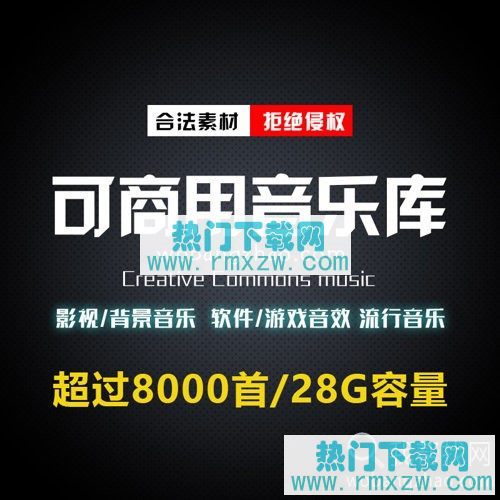 合法素材 拒绝侵权
可商用音乐库
热门下载网
www.rmxzw.com
Creative Commons music
影视/背景音乐 软件/游戏音效 流行音乐
超过8000首/28G容量
热门下载网
www.rmxzw.com